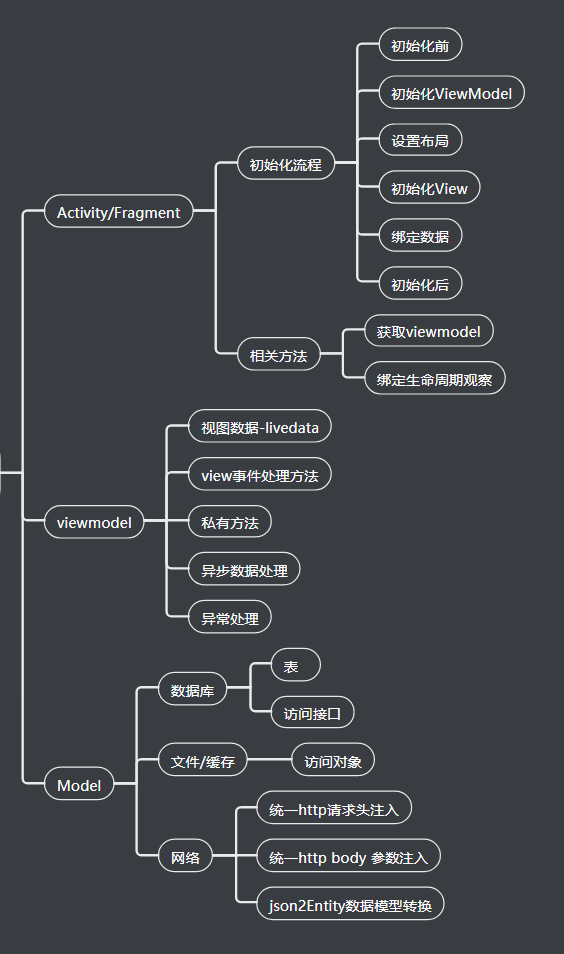 Activity/Fragment
初始化流程
初始化前
初始化ViewModel
设置布局
初始化View
绑定数据
初始化后
相关方法
获取viewmodel
绑定生命周期观察
viewmodel
视图数据-livedata
view事件处理方法
私有方法
异步数据处理
异常处理
Model
数据库
表
访问接口
文件/缓存
访问对象
网络
统一http请求头注入
统一http body 参数注入
json2Entity数据模型转换